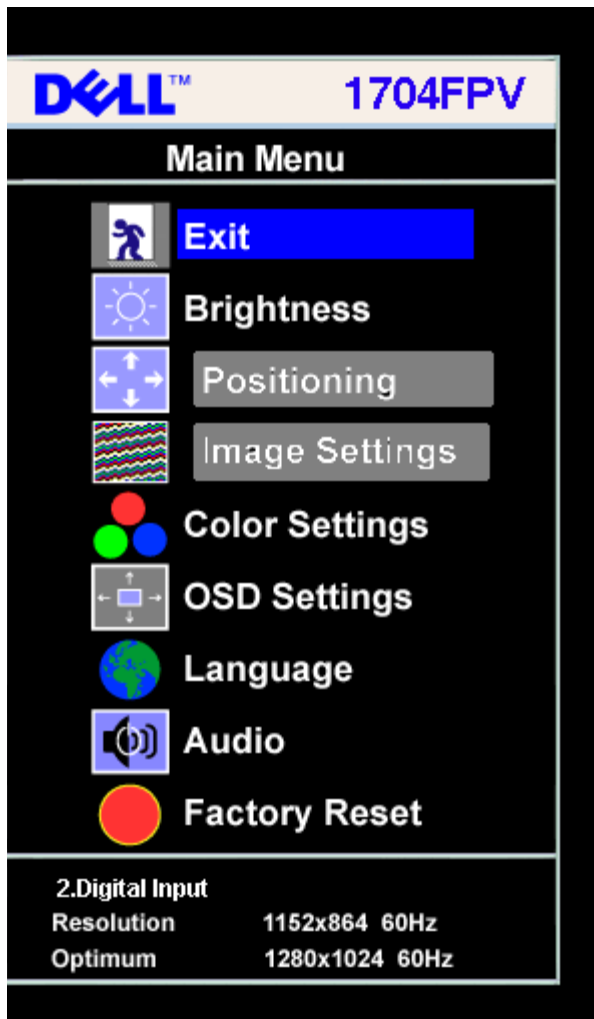 DELL™ 1704FPV
Main Menu
Exit
Brightness
Positioning
Image Settings
Color Settings
OSD Settings
Language
Audio
Factory Reset
2.Digital Input
Resolution 1152x864 60Hz
Optimum 1280x1024 60Hz